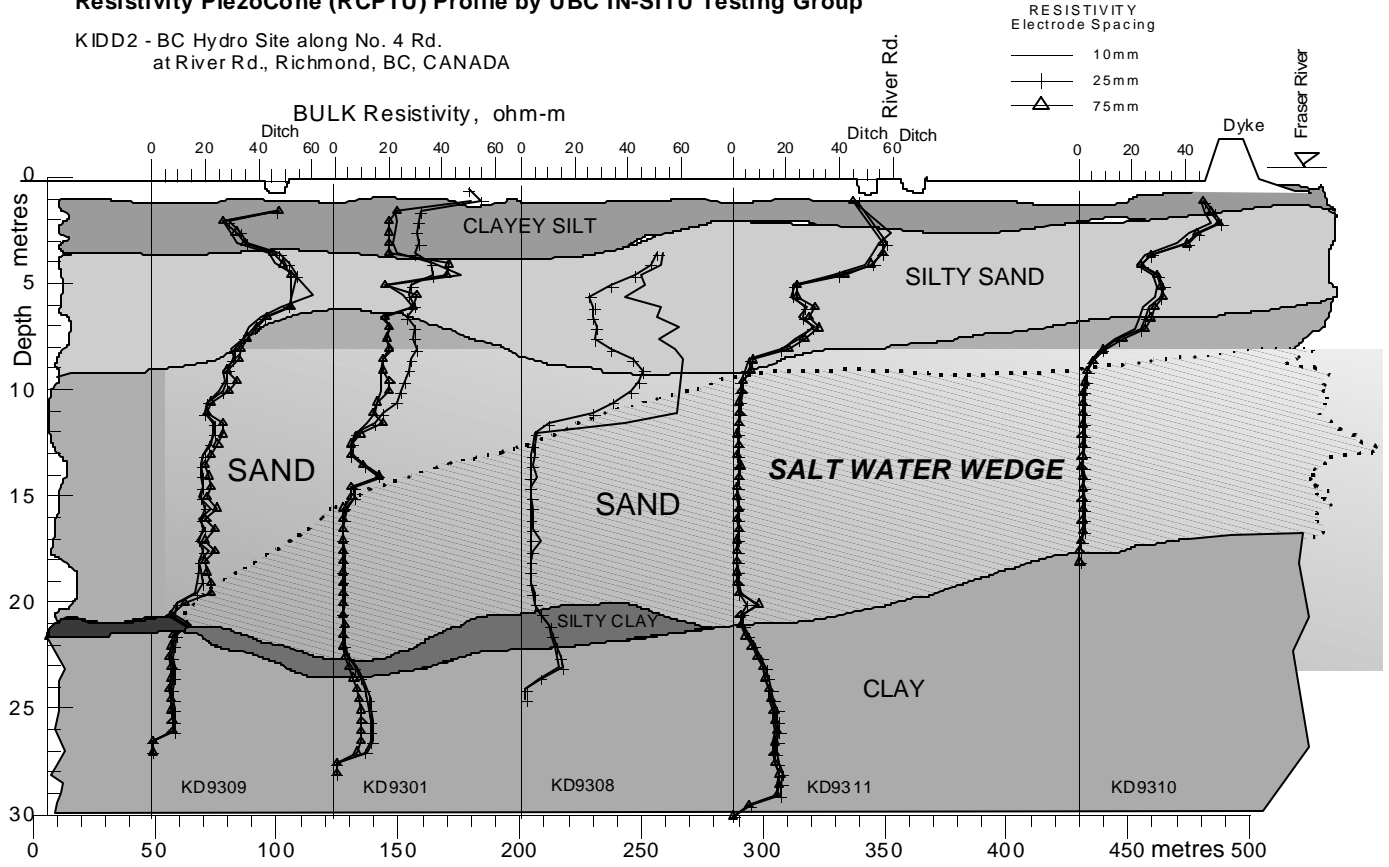 Resistivity PiezoCone (RCPTU) Profile by UBC IN-SITU Testing Group
KIDD2 - BC Hydro Site along No. 4 Rd.
at River Rd., Richmond, BC, CANADA
RESISTIVITY
Electrode Spacing
10mm
25mm
75mm
River Rd.
Fraser River
BULK Resistivity, ohm-m
Ditch
Ditch
Ditch
Dyke
0 20 40 60 0 20 40 60 0 20 40 60 0 20 40 60 0 20 40
Depth metres
0
5
10
15
20
25
30
CLAYEY SILT
SILTY SAND
SAND
SAND
SALT WATER WEDGE
SILTY CLAY
CLAY
KD9309
KD9301
KD9308
KD9311
KD9310
0 50 100 150 200 250 300 350 400 450 metres 500